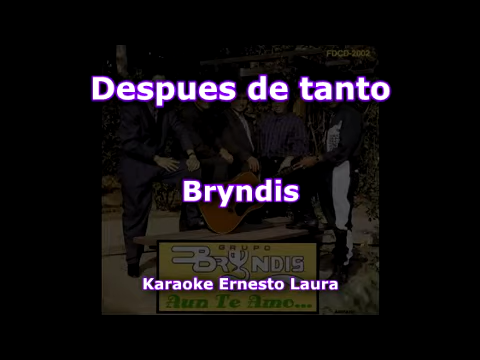 FDCD-2002
Despues de tanto
Bryndis
GRUPO
BRYNDIS
Karaoke Ernesto Laura
Aun Te Amo...